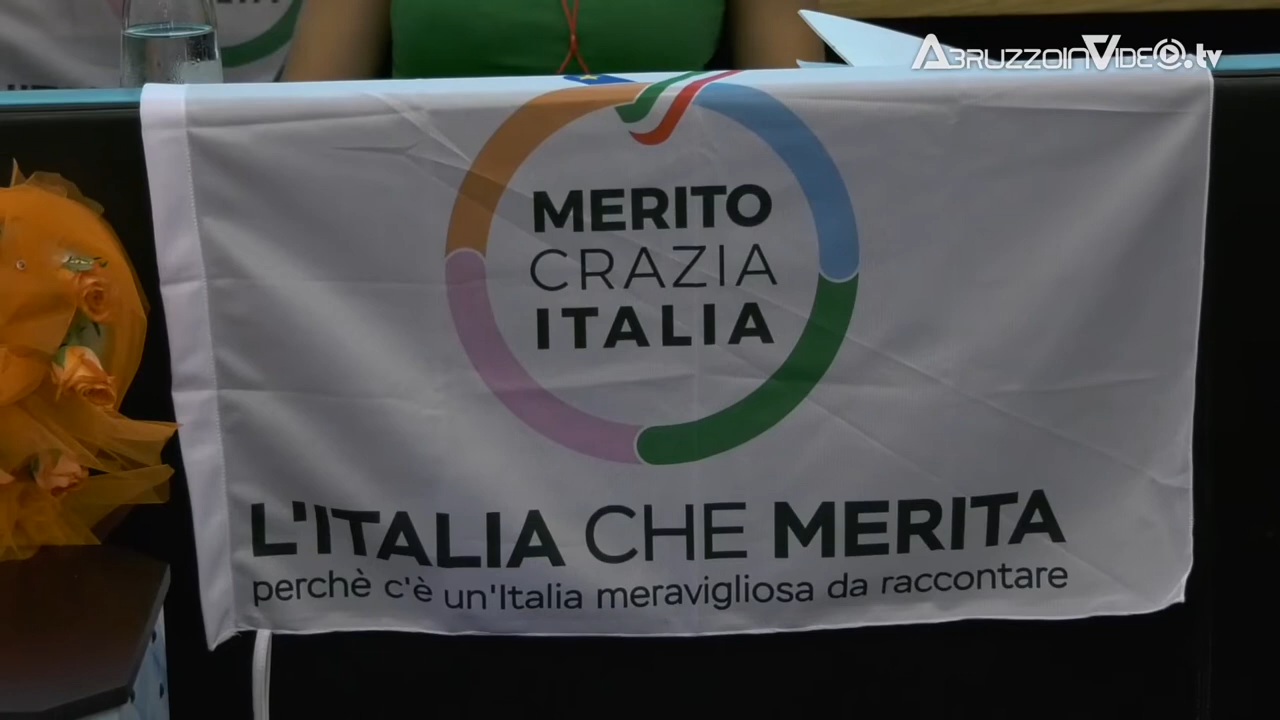 ABRUZZOINVIDEO.tv
MERITO
CRAZIA
ITALIA
L'ITALIA CHE MERITA
perchè c'è un'Italia meravigliosa da raccontare